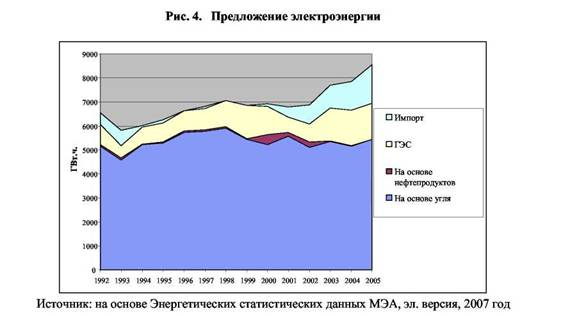 Рис. 4. Предложение электроэнергии
9000
8000
7000
6000
5000
4000
3000
2000
1000
0
ГВт.ч.
1992 1993 1994 1995 1996 1997 1998 1999 2000 2001 2002 2003 2004 2005
Импорт
ГЭС
На основе
нефтепродуктов
На основе угля
Источник: на основе Энергетических статистических данных МЭА, эл. версия, 2007 год